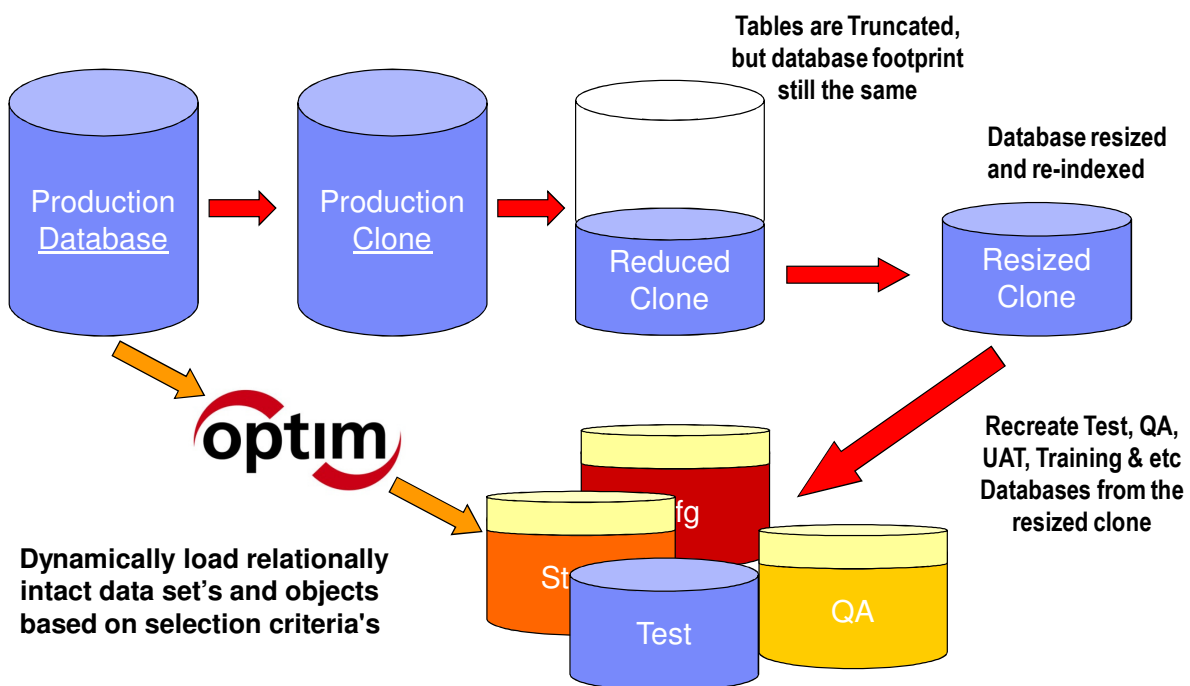 Tables are Truncated,
but database footprint
still the same
Database resized
and re-indexed
Production
Database
Production
Clone
Reduced
Clone
Resized
Clone
optim
Recreate Test, QA,
UAT, Training & etc
Databases from the
resized clone
Dynamically load relationally
intact data set's and objects
based on selection criteria's
Test
QA